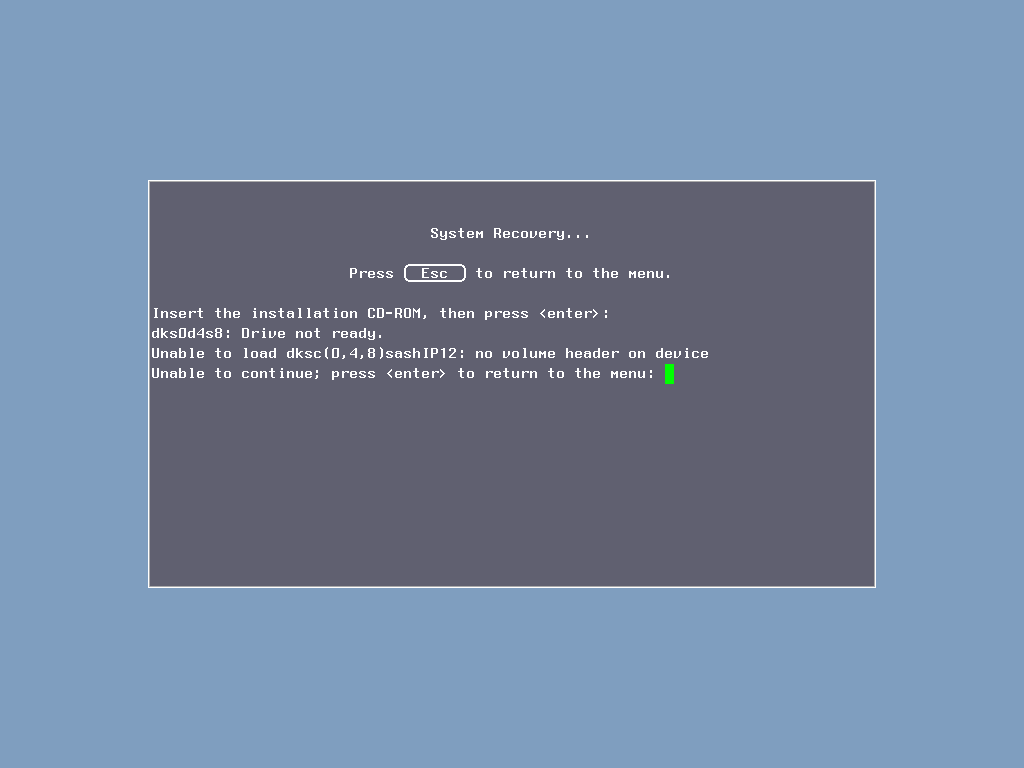 System Recovery...
Press Esc to return to the menu.
Insert the installation CD-ROM, then press <enter>:
dks0d4s8: Drive not ready.
Unable to load dksc(0,4,8)sashIP12: no volume header on device
Unable to continue; press <enter> to return to the menu: